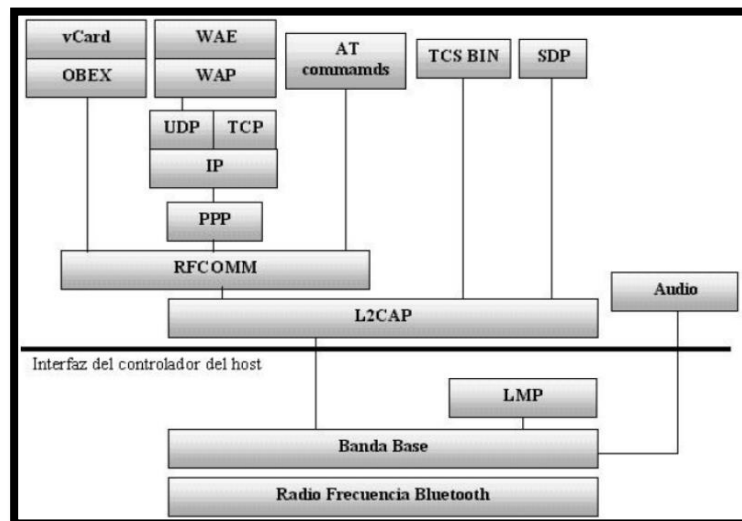 vCard
OBEX
WAE
WAP
AT
commamds
TCS BIN
SDP
UDP
TCP
IP
PPP
RFCOMM
Audio
L2CAP
Interfaz del controlador del host
LMP
Banda Base
Radio Frecuencia Bluetooth